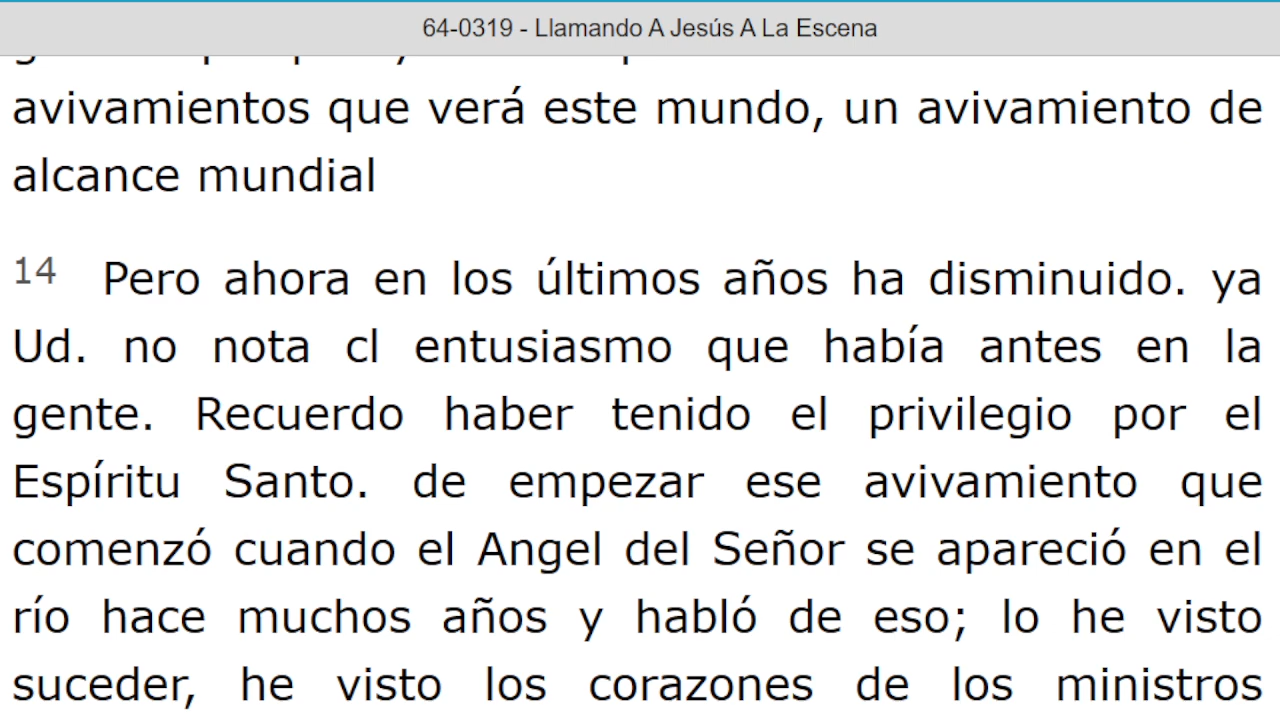 64-0319 - Llamando A Jesús A La Escena
avivamientos que verá este mundo, un avivamiento de
alcance mundial
14 Pero ahora en los últimos años ha disminuido. ya
Ud. no nota cl entusiasmo que había antes en la
gente. Recuerdo haber tenido el privilegio por el
Espíritu Santo. de empezar ese avivamiento que
comenzó cuando el Angel del Señor se apareció en el
río hace muchos años y habló de eso; lo he visto
suceder, he visto los corazones de los ministros